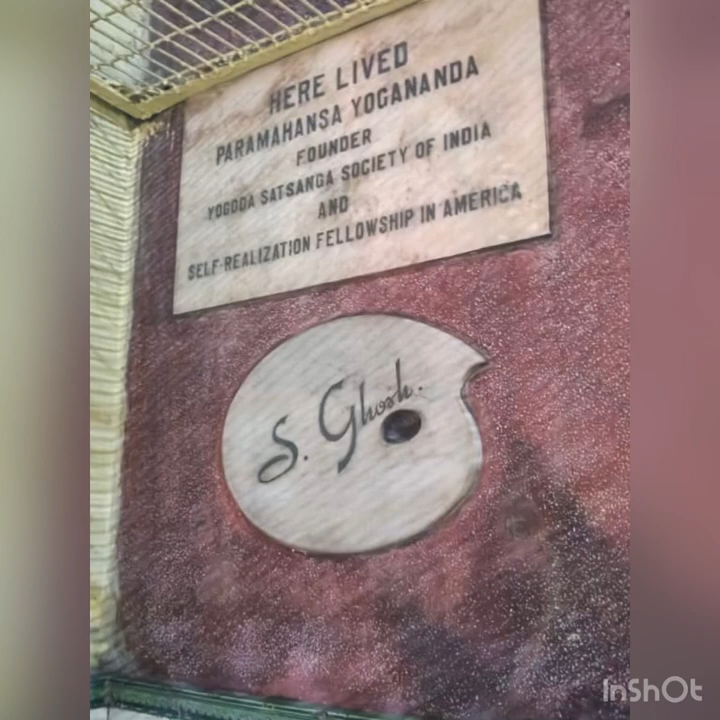 HERE LIVED
PARAMAHANSA YOGANANDA
FOUNDER
YOGODA SATSANGA SOCIETY OF INDIA
AND
SELF-REALIZATION FELLOWSHIP IN AMERICA
S. Ghosh.
InShOt